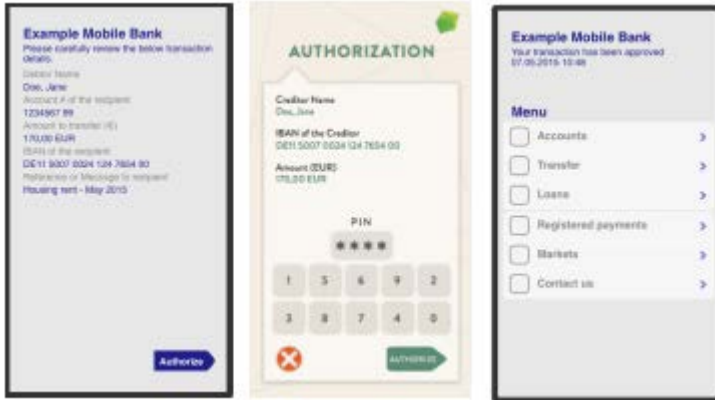 Example Mobile Bank
Please carefully review the below transaction
details.
Debtor Name
Doe, Jane
Account # of the recipient
1234567 89
Amount to transfer (€)
170,00 EUR
IBAN of the recipient
DE11 5007 0024 124 7654 00
Reference or Message to recipient
Housing rent - May 2015
Authorize
AUTHORIZATION
Creditor Name
Doe, Jane
IBAN of the Creditor
DE11 5007 0024 124 7654 00
Amount (EUR)
170,00 EUR
PIN
****
1 5 6 9 2
3 8 7 4 0
AUTHORIZE
Example Mobile Bank
Your transaction has been approved
07.05.2015 10:46
Menu
Accounts
Transfer
Loans
Registered payments
Markets
Contact us